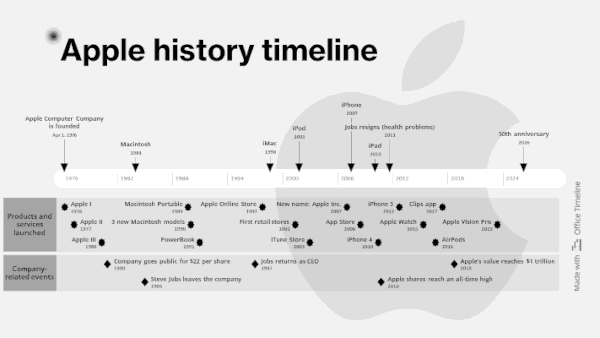 Apple history timeline
Apple Computer Company
is founded
Apr 1, 1976
Macintosh
1984
iMac
1998
iPod
2001
iPhone
2007
Jobs resigns (health problems)
2011
iPad
2010
50th anniversary
2026
1976 1982 1988 1994 2000 2006 2012 2018 2024
Products and
services
launched
Apple I
1976
Macintosh Portable
1989
Apple Online Store
1997
New name: Apple Inc.
2007
iPhone 5
2012
Clips app
2017
Apple II
1977
3 new Macintosh models
1990
First retail stores
2001
App Store
2008
Apple Watch
2015
Apple Vision Pro
2023
Apple III
1980
PowerBook
1991
iTune Store
2003
iPhone 4
2010
AirPods
2016
Company-
related events
Company goes public for $22 per share
1980
Jobs returns as CEO
1997
Apple's value reaches $1 trillion
2018
Steve Jobs leaves the company
1985
Apple shares reach an all-time high
2010
Made with Office Timeline